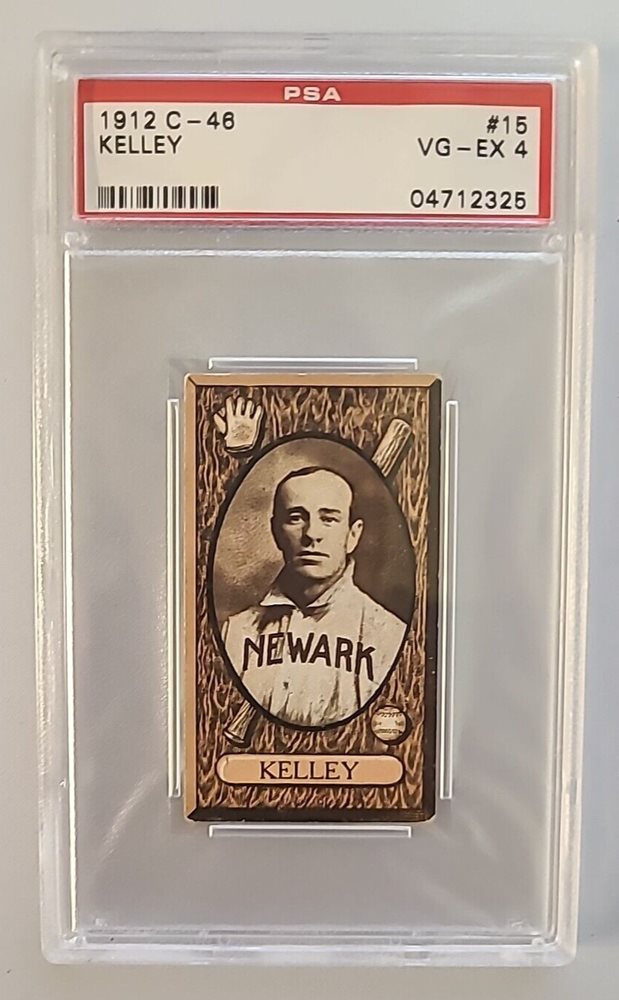 PSA
1912 C-46 #15
KELLEY VG-EX 4
04712325
NEWARK
KELLEY